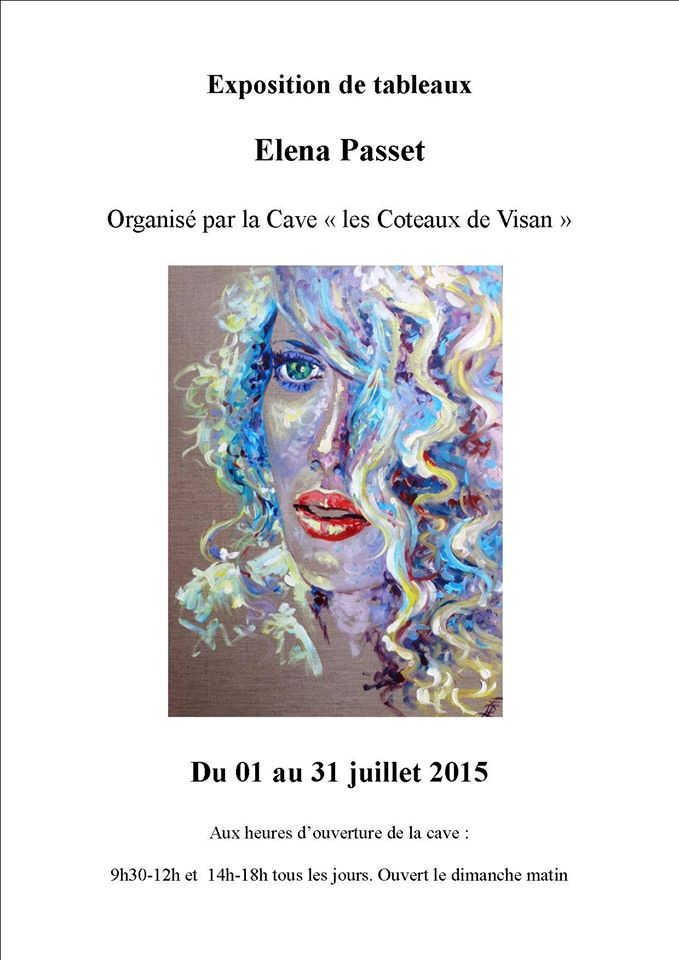 Exposition de tableaux
Elena Passet
Organisé par la Cave « les Coteaux de Visan »
Du 01 au 31 juillet 2015
Aux heures d’ouverture de la cave :
9h30-12h et  14h-18h tous les jours. Ouvert le dimanche matin